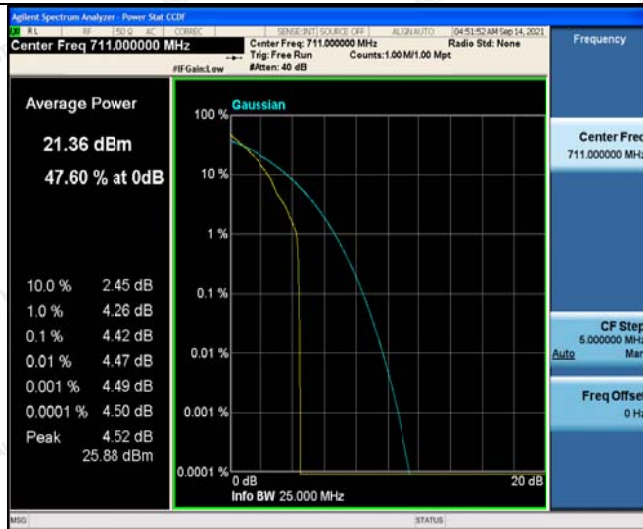 Agilent Spectrum Analyzer - Power Stat CCDF
RL RF 50 Ω AC CORREC SENSE:INT SOURCE OFF ALIGN AUTO 04:51:52 AM Sep 14, 2021
Center Freq 711.000000 MHz
Center Freq: 711.000000 MHz
Radio Std: None
Trig: Free Run Counts:1.00 M/1.00 Mpt
#IFGain:Low #Atten: 40 dB
Frequency
Average Power
21.36 dBm
47.60 % at 0dB
10.0 % 2.45 dB
1.0 % 4.26 dB
0.1 % 4.42 dB
0.01 % 4.47 dB
0.001 % 4.49 dB
0.0001 % 4.50 dB
Peak 4.52 dB
25.88 dBm
Gaussian
100 %
10 %
1 %
0.1 %
0.01 %
0.001 %
0.0001 %
0 dB 20 dB
Info BW 25.000 MHz
Center Freq
711.000000 MHz
CF Step
5.000000 MHz
Auto Man
Freq Offset
0 Hz
MSG STATUS